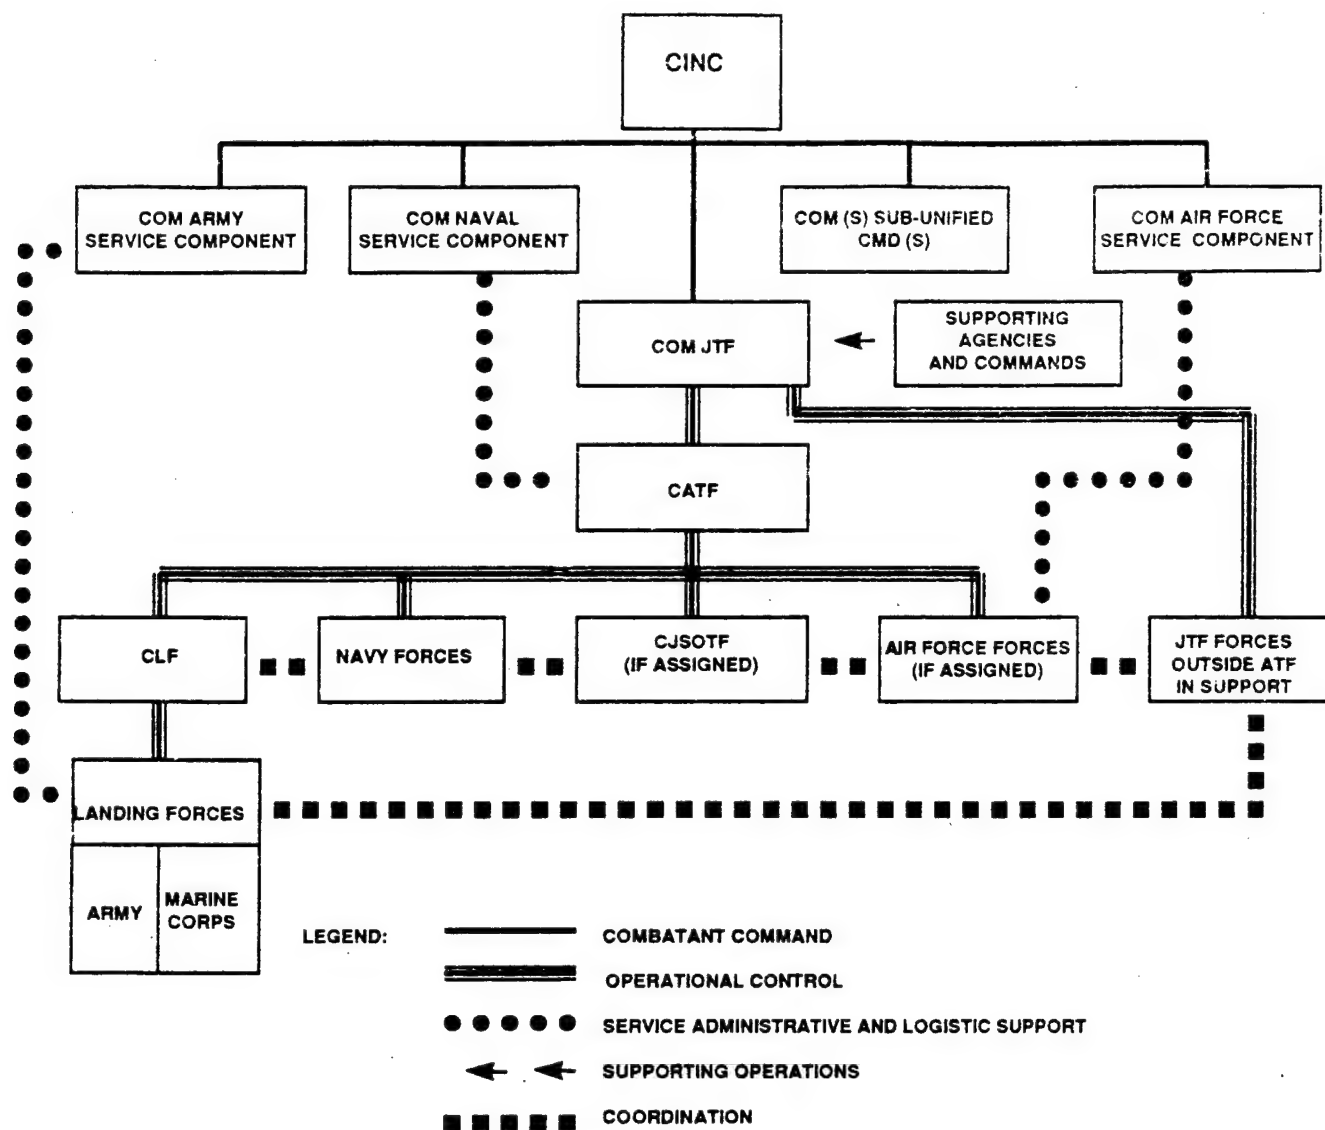 CINC
COM ARMY
SERVICE COMPONENT
COM NAVAL
SERVICE COMPONENT
COM (S) SUB-UNIFIED
CMD (S)
COM AIR FORCE
SERVICE COMPONENT
COM JTF
SUPPORTING
AGENCIES
AND COMMANDS
CATF
CLF
NAVY FORCES
CJSOTF
(IF ASSIGNED)
AIR FORCE FORCES
(IF ASSIGNED)
JTF FORCES
OUTSIDE ATF
IN SUPPORT
LANDING FORCES
ARMY
MARINE
CORPS
LEGEND:
COMBATANT COMMAND
OPERATIONAL CONTROL
SERVICE ADMINISTRATIVE AND LOGISTIC SUPPORT
SUPPORTING OPERATIONS
COORDINATION